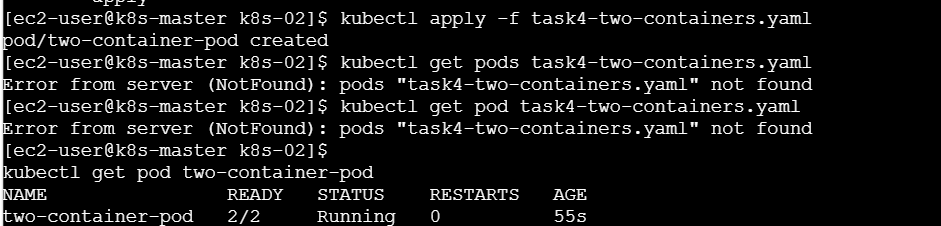 apply
[ec2-user@k8s-master k8s-02]$ kubectl apply -f task4-two-containers.yaml
pod/two-container-pod created
[ec2-user@k8s-master k8s-02]$ kubectl get pods task4-two-containers.yaml
Error from server (NotFound): pods "task4-two-containers.yaml" not found
[ec2-user@k8s-master k8s-02]$ kubectl get pod task4-two-containers.yaml
Error from server (NotFound): pods "task4-two-containers.yaml" not found
[ec2-user@k8s-master k8s-02]$
kubectl get pod two-container-pod
NAME READY STATUS RESTARTS AGE
two-container-pod 2/2 Running 0 55s